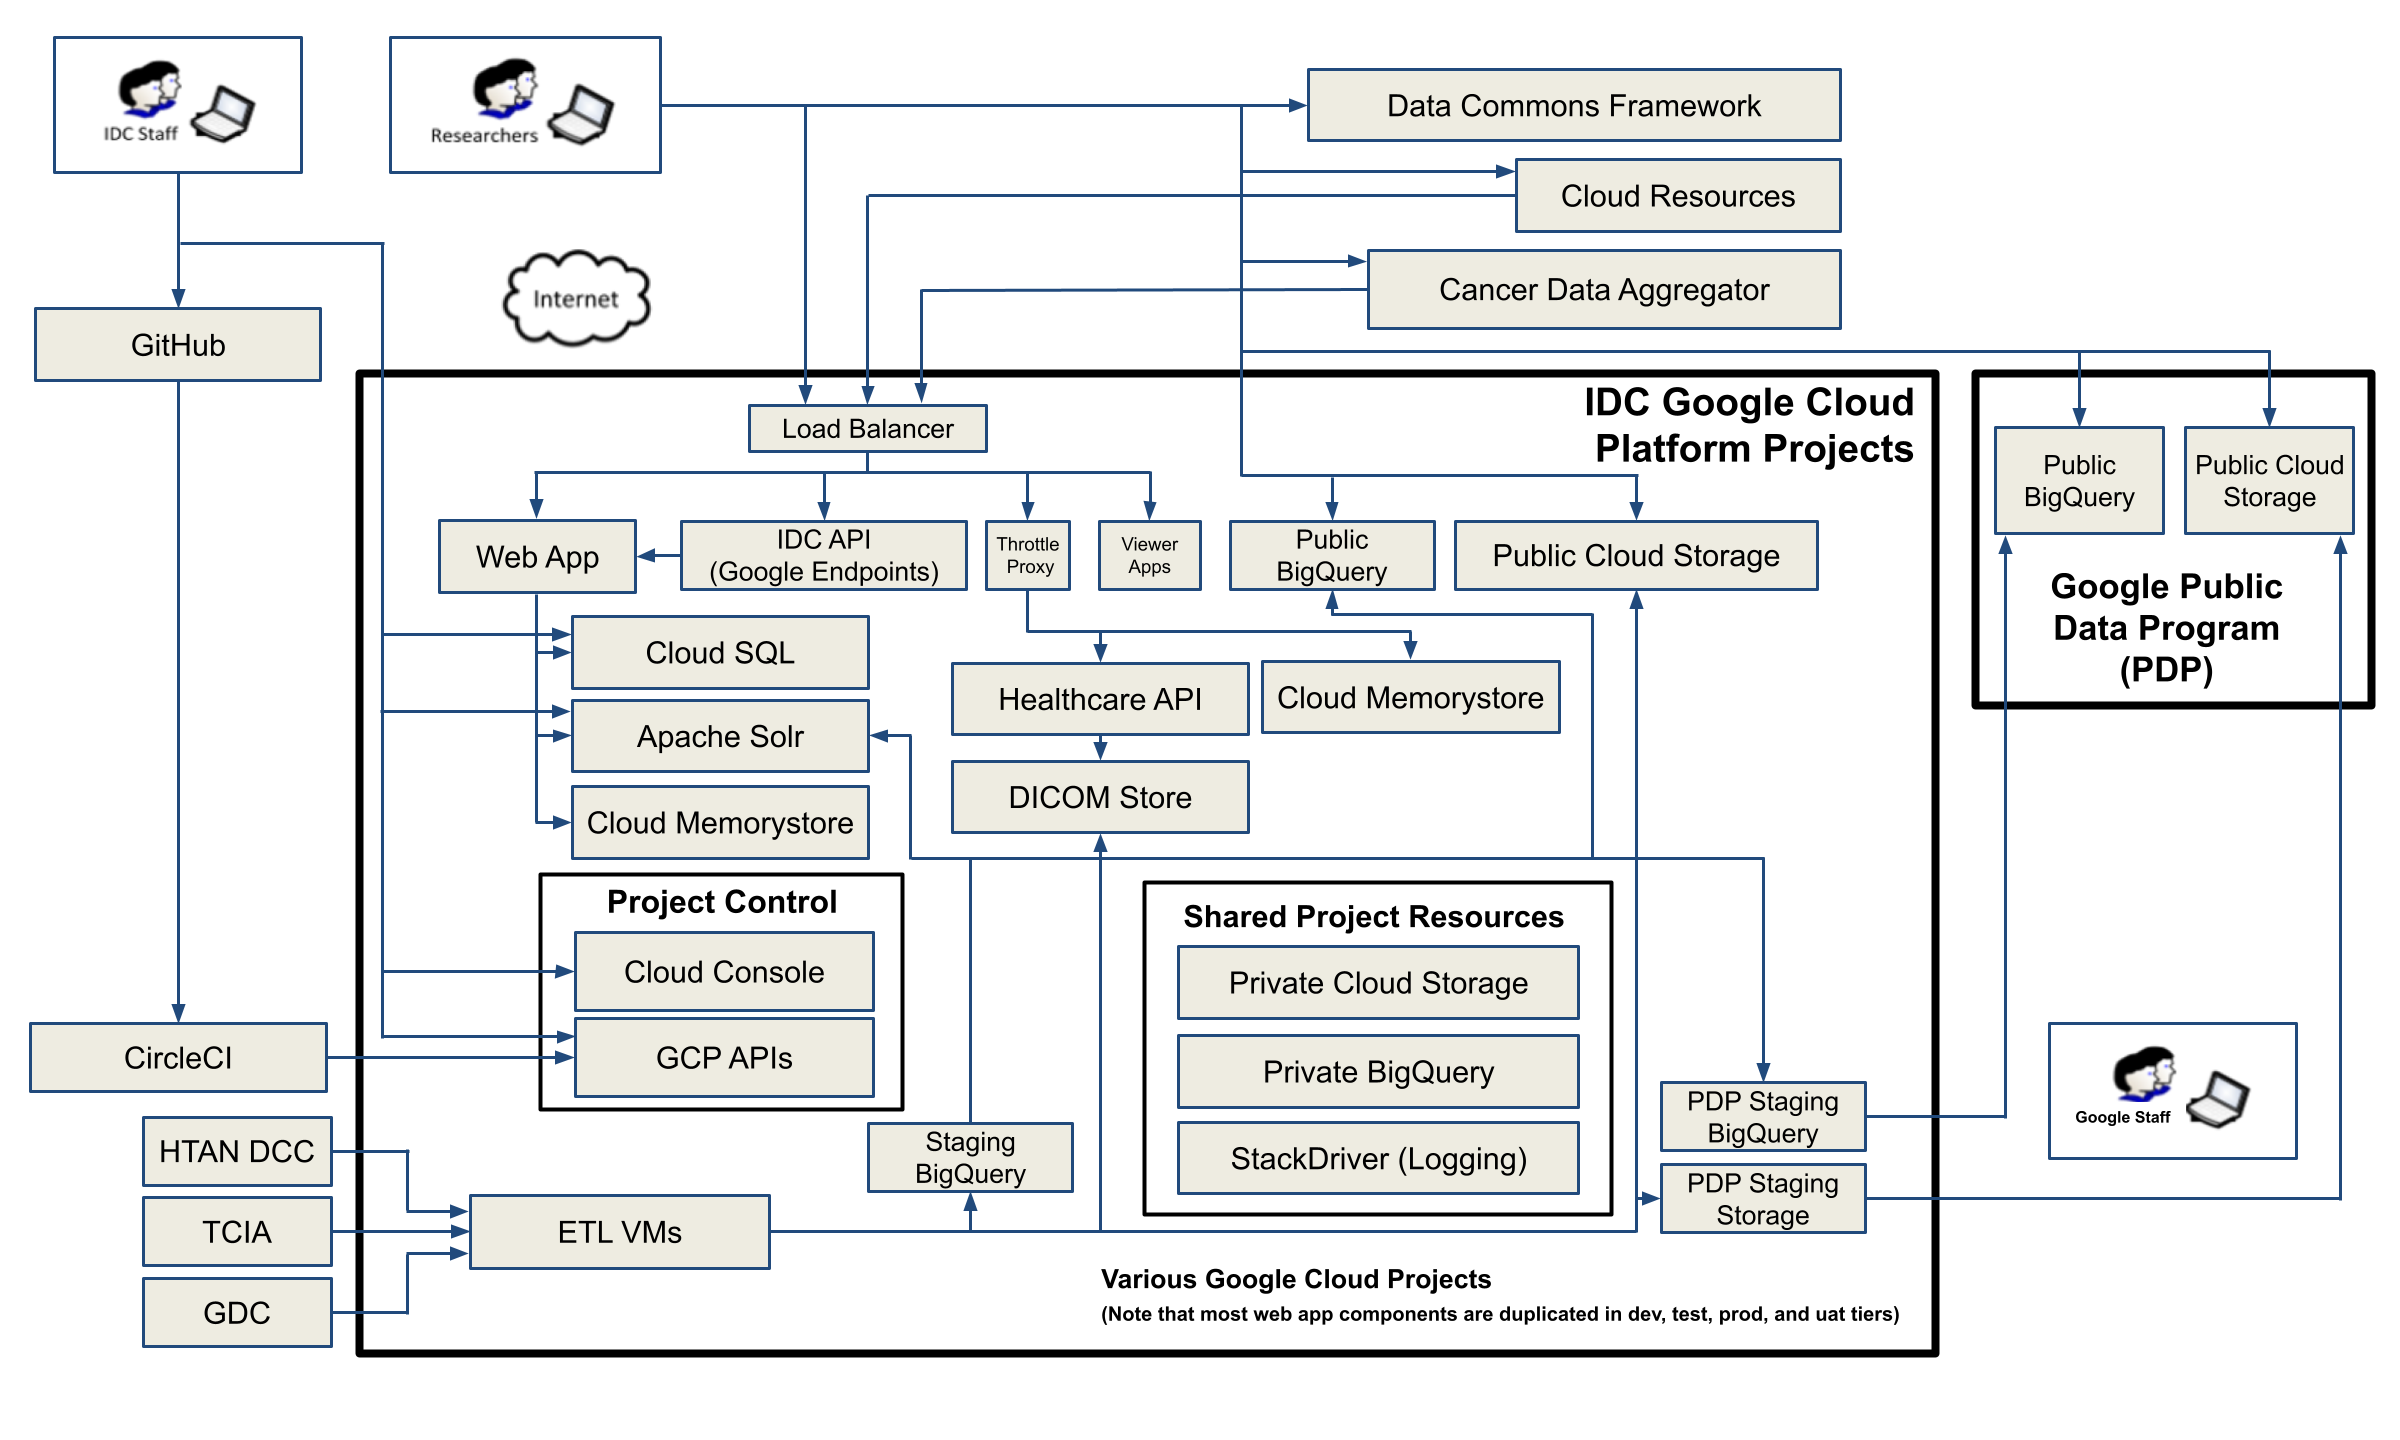 IDC Staff
Researchers
Data Commons Framework
Cloud Resources
Cancer Data Aggregator
Internet
GitHub
IDC Google Cloud
Platform Projects
Load Balancer
Web App
IDC API
(Google Endpoints)
Throttle
Proxy
Viewer
Apps
Public
BigQuery
Public Cloud Storage
Public
BigQuery
Public Cloud
Storage
Google Public
Data Program
(PDP)
Cloud SQL
Apache Solr
Cloud Memorystore
Healthcare API
Cloud Memorystore
DICOM Store
Project Control
Cloud Console
GCP APIs
Shared Project Resources
Private Cloud Storage
Private BigQuery
StackDriver (Logging)
CircleCI
HTAN DCC
TCIA
GDC
ETL VMs
Staging
BigQuery
PDP Staging
BigQuery
PDP Staging
Storage
Google Staff
Various Google Cloud Projects
(Note that most web app components are duplicated in dev, test, prod, and uat tiers)